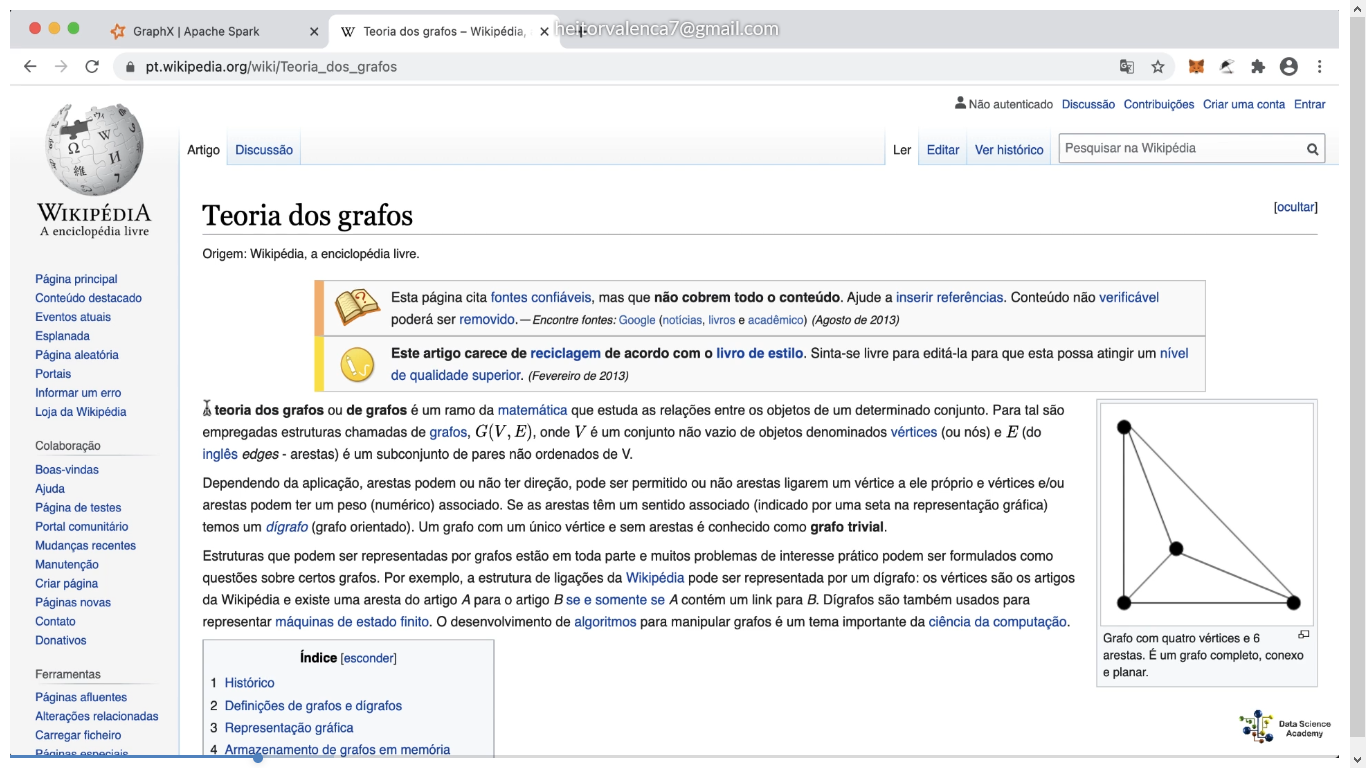 GraphX | Apache Spark
Teoria dos grafos – Wikipédia,
heitorvalenca7@gmail.com
pt.wikipedia.org/wiki/Teoria_dos_grafos
Não autenticado Discussão Contribuições Criar uma conta Entrar
Artigo Discussão
Ler Editar Ver histórico
Pesquisar na Wikipédia
WIKIPÉDIA
A enciclopédia livre
Página principal
Conteúdo destacado
Eventos atuais
Esplanada
Página aleatória
Portais
Informar um erro
Loja da Wikipédia
Colaboração
Boas-vindas
Ajuda
Página de testes
Portal comunitário
Mudanças recentes
Manutenção
Criar página
Páginas novas
Contato
Donativos
Ferramentas
Páginas afluentes
Alterações relacionadas
Carregar ficheiro
Páginas especiais
Teoria dos grafos
[ocultar]
Origem: Wikipédia, a enciclopédia livre.
Esta página cita fontes confiáveis, mas que não cobrem todo o conteúdo. Ajude a inserir referências. Conteúdo não verificável
poderá ser removido.—Encontre fontes: Google (notícias, livros e acadêmico) (Agosto de 2013)
Este artigo carece de reciclagem de acordo com o livro de estilo. Sinta-se livre para editá-la para que esta possa atingir um nível
de qualidade superior. (Fevereiro de 2013)
A teoria dos grafos ou de grafos é um ramo da matemática que estuda as relações entre os objetos de um determinado conjunto. Para tal são
empregadas estruturas chamadas de grafos, G(V, E), onde V é um conjunto não vazio de objetos denominados vértices (ou nós) e E (do
inglês edges - arestas) é um subconjunto de pares não ordenados de V.
Dependendo da aplicação, arestas podem ou não ter direção, pode ser permitido ou não arestas ligarem um vértice a ele próprio e vértices e/ou
arestas podem ter um peso (numérico) associado. Se as arestas têm um sentido associado (indicado por uma seta na representação gráfica)
temos um dígrafo (grafo orientado). Um grafo com um único vértice e sem arestas é conhecido como grafo trivial.
Estruturas que podem ser representadas por grafos estão em toda parte e muitos problemas de interesse prático podem ser formulados como
questões sobre certos grafos. Por exemplo, a estrutura de ligações da Wikipédia pode ser representada por um dígrafo: os vértices são os artigos
da Wikipédia e existe uma aresta do artigo A para o artigo B se e somente se A contém um link para B. Dígrafos são também usados para
representar máquinas de estado finito. O desenvolvimento de algoritmos para manipular grafos é um tema importante da ciência da computação.
Grafo com quatro vértices e 6
arestas. É um grafo completo, conexo
e planar.
Índice [esconder]
1 Histórico
2 Definições de grafos e dígrafos
3 Representação gráfica
4 Armazenamento de grafos em memória
Data Science
Academy